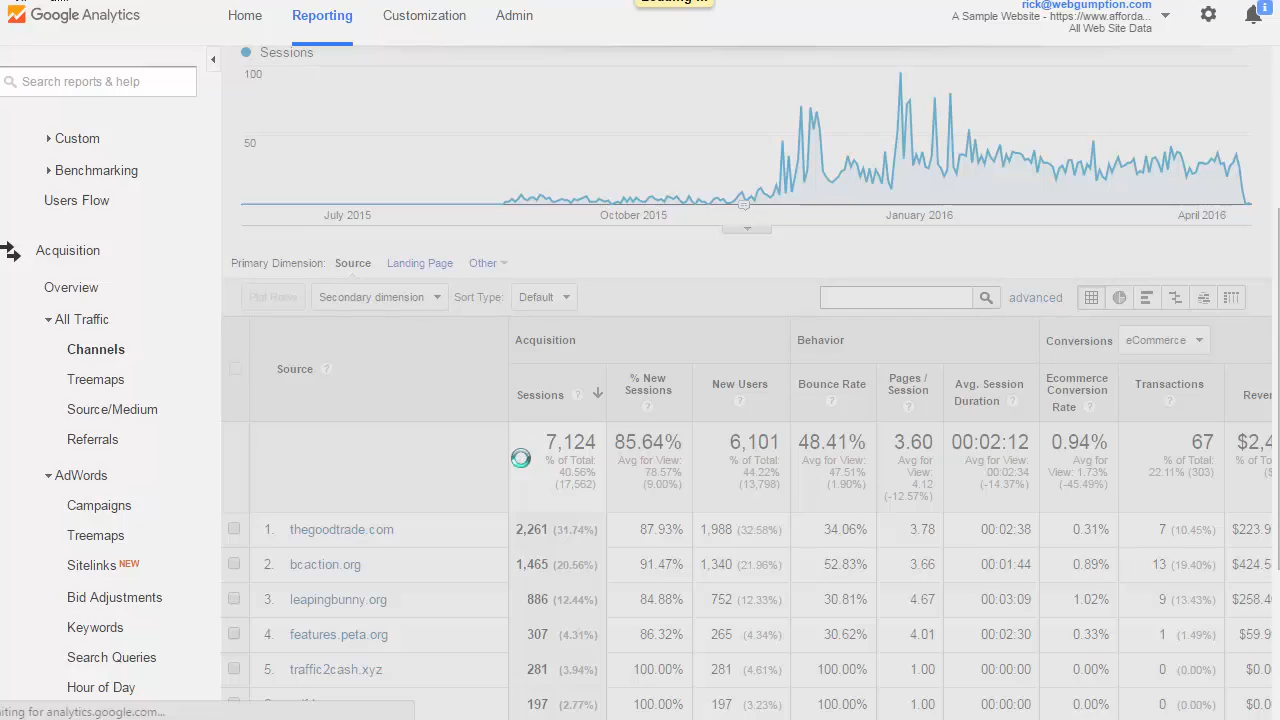 Google Analytics
Home Reporting Customization Admin
rick@webgumption.com
A Sample Website - https://www.afforda...
All Web Site Data
Search reports & help
Custom
Benchmarking
Users Flow
Acquisition
Overview
All Traffic
Channels
Treemaps
Source/Medium
Referrals
AdWords
Campaigns
Treemaps
Sitelinks NEW
Bid Adjustments
Keywords
Search Queries
Hour of Day
Sessions
100
50
July 2015 October 2015 January 2016 April 2016
Primary Dimension: Source Landing Page Other
Plot Rows Secondary dimension Sort Type: Default advanced
Source ?
Acquisition Behavior Conversions eCommerce
Sessions ? % New Sessions ? New Users ? Bounce Rate ? Pages / Session ? Avg. Session Duration ? Ecommerce Conversion Rate ? Transactions ? Reve
7,124 85.64% 6,101 48.41% 3.60 00:02:12 0.94% 67 $2,4
% of Total: 40.56% (17,562) Avg for View: 78.57% (9.00%) % of Total: 44.22% (13,798) Avg for View: 47.51% (1.90%) Avg for View: 4.12 (-12.57%) Avg for View: 00:02:34 (-14.37%) Avg for View: 1.73% (-45.49%) % of Total: 22.11% (303) % of To
1. thegoodtrade.com 2,261 (31.74%) 87.93% 1,988 (32.58%) 34.06% 3.78 00:02:38 0.31% 7 (10.45%) $223.9
2. bcaction.org 1,465 (20.56%) 91.47% 1,340 (21.96%) 52.83% 3.66 00:01:44 0.89% 13 (19.40%) $424.5
3. leapingbunny.org 886 (12.44%) 84.88% 752 (12.33%) 30.81% 4.67 00:03:09 1.02% 9 (13.43%) $258.4
4. features.peta.org 307 (4.31%) 86.32% 265 (4.34%) 30.62% 4.01 00:02:30 0.33% 1 (1.49%) $59.9
5. traffic2cash.xyz 281 (3.94%) 100.00% 281 (4.61%) 100.00% 1.00 00:00:00 0.00% 0 (0.00%) $0.0
197 (2.77%) 100.00% 197 (3.23%) 100.00% 1.00 00:00:00 0.00% 0 (0.00%) $0.0
iting for analytics.google.com...